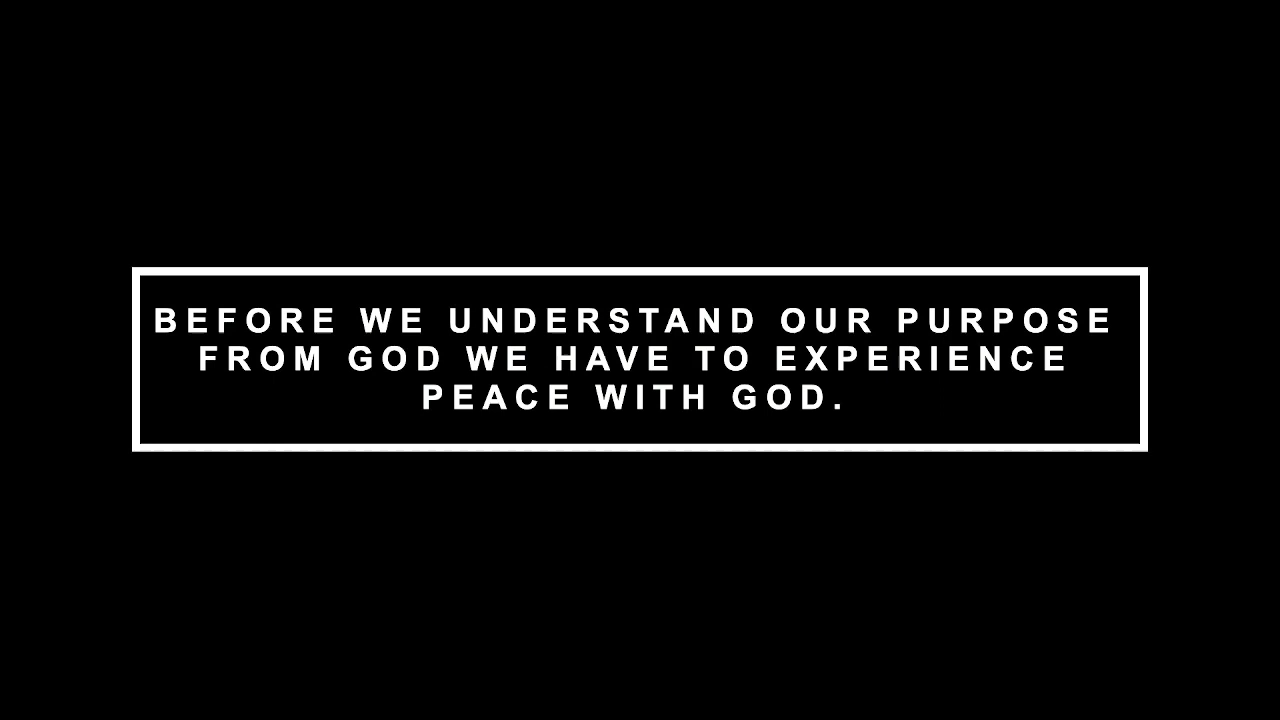 BEFORE WE UNDERSTAND OUR PURPOSE
FROM GOD WE HAVE TO EXPERIENCE
PEACE WITH GOD.